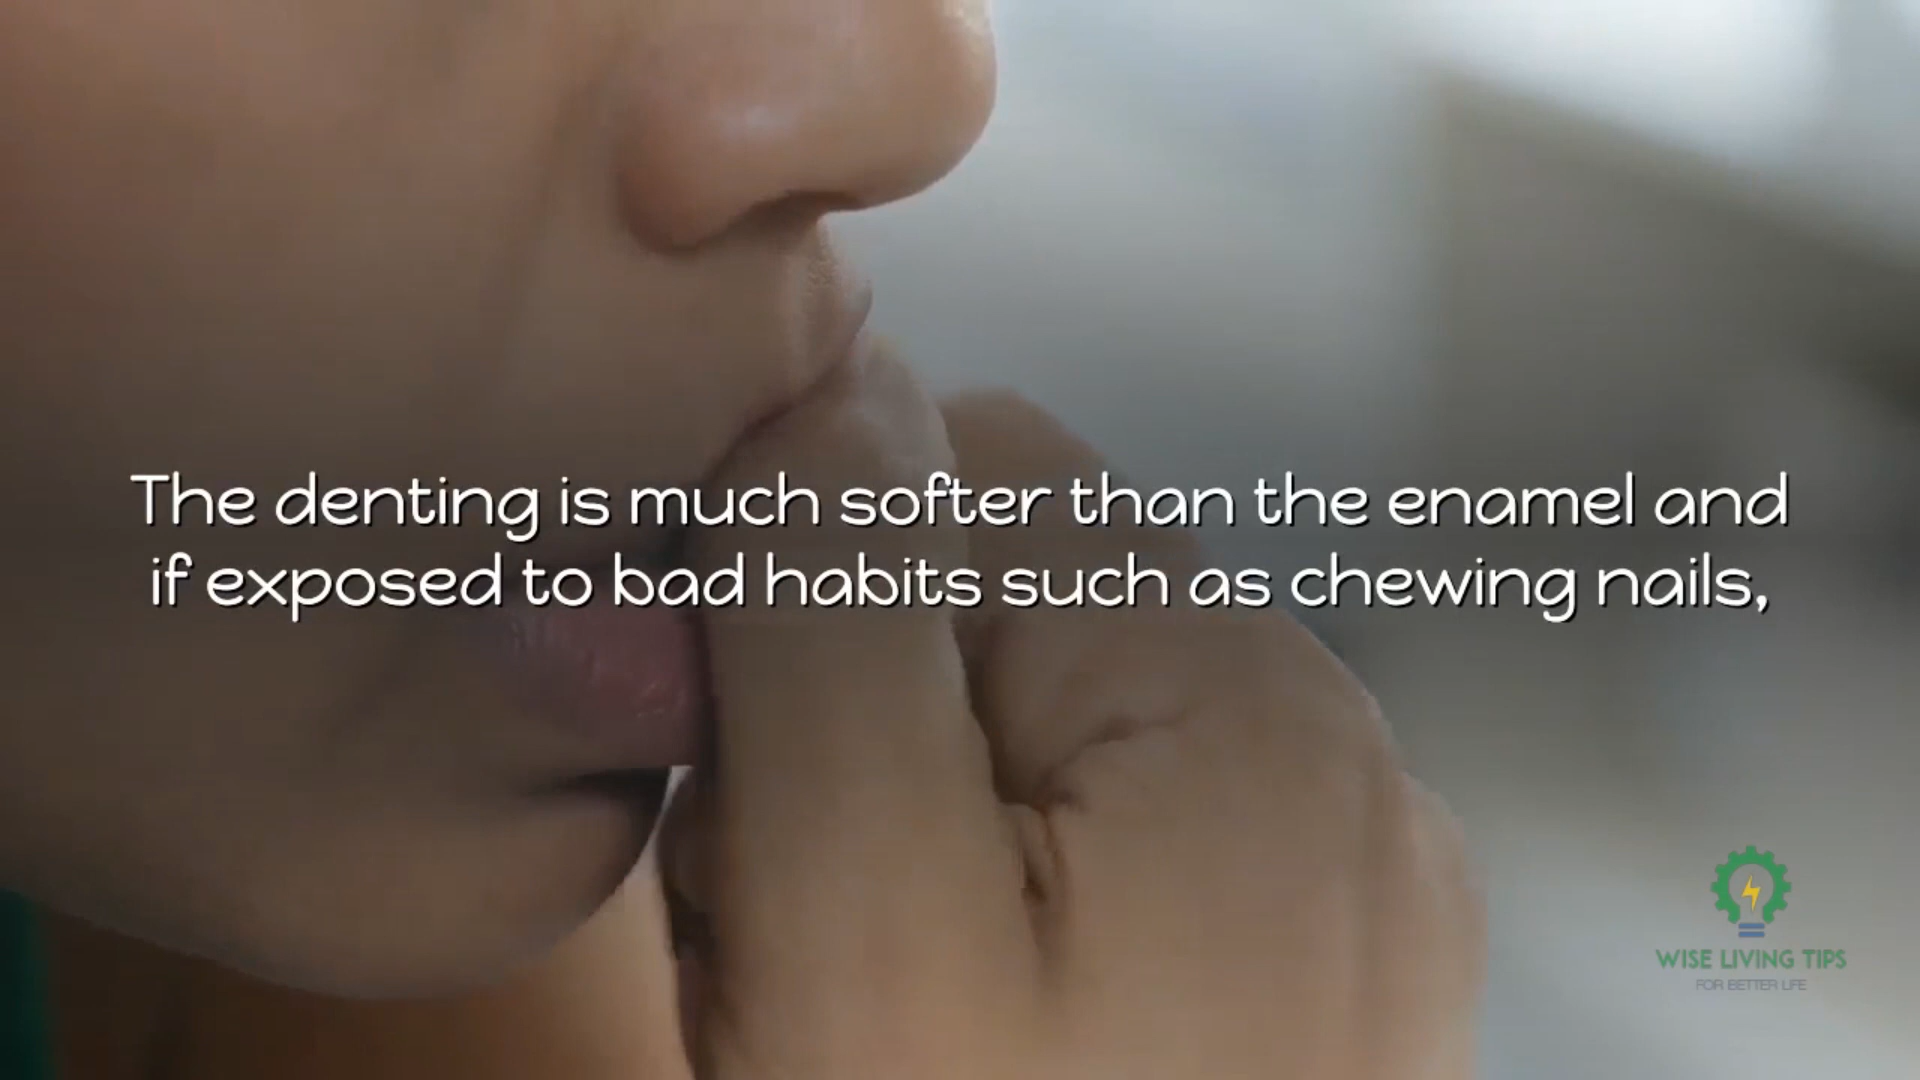 The denting is much softer than the enamel and
if exposed to bad habits such as chewing nails,
WISE LIVING TIPS
FOR BETTER LIFE